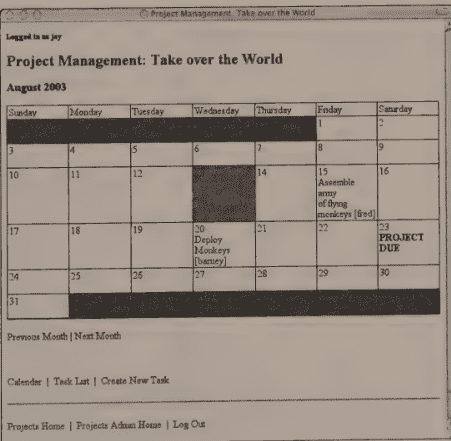 Project Management: Take over the World
Logged in as jay
Project Management: Take over the World
August 2003
Sunday Monday Tuesday Wednesday Thursday Friday Saturday
1 2
3 4 5 6 7 8 9
10 11 12 14 15 16
Assemble
army
of flying
monkeys [fred]
17 18 19 20 21 22 23
Deploy PROJECT
Monkeys DUE
[barney]
24 25 26 27 28 29 30
31
Previous Month | Next Month
Calendar | Task List | Create New Task
Projects Home | Projects Admin Home | Log Out